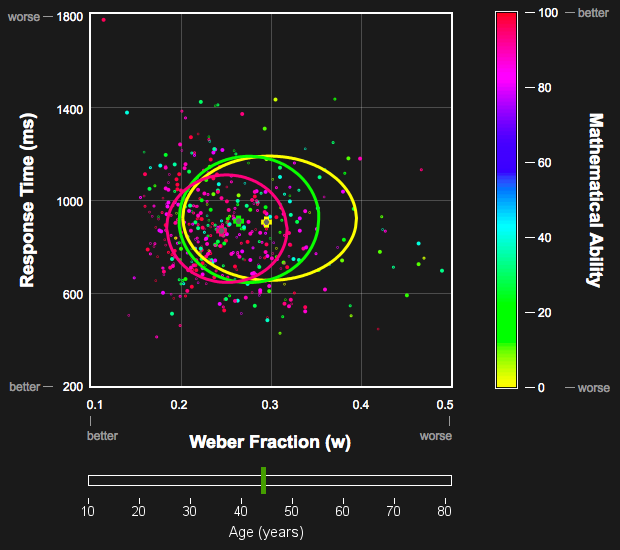 worse
1800
1400
1000
600
better
200
Response Time (ms)
0.1
0.2
0.3
0.4
0.5
better
worse
Weber Fraction (w)
100
better
80
60
40
20
0
worse
Mathematical Ability
10
20
30
40
50
60
70
80
Age (years)